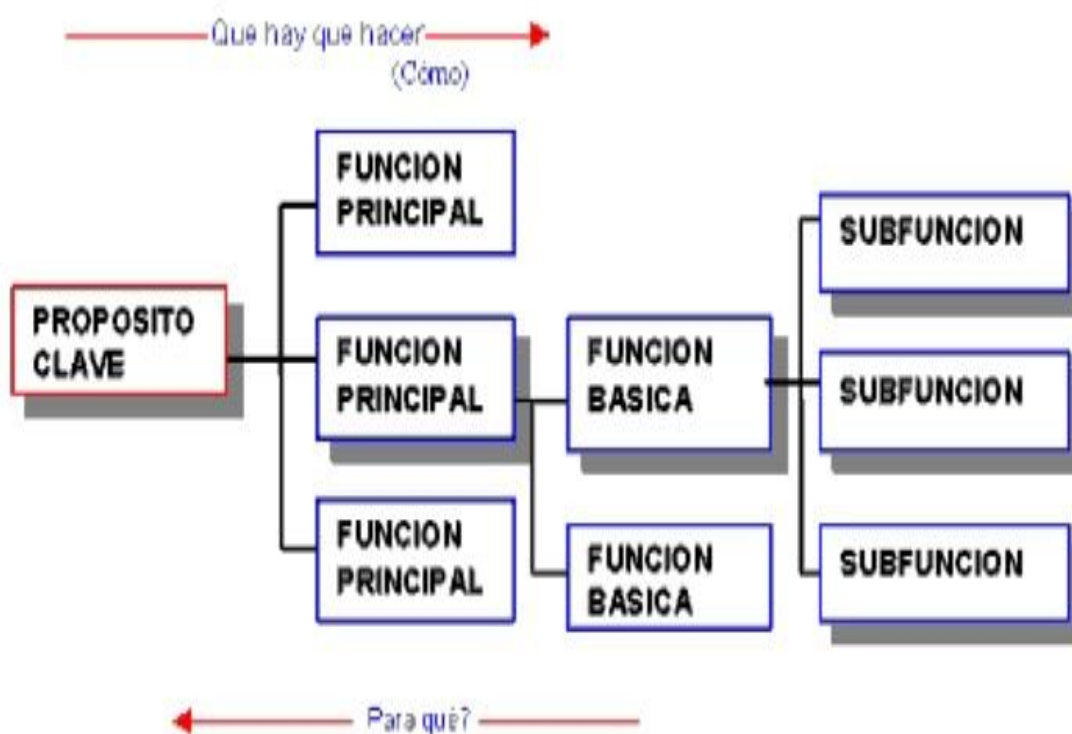 Que hay que hacer
(Cómo)
FUNCION
PRINCIPAL
SUBFUNCION
PROPOSITO
CLAVE
FUNCION
PRINCIPAL
FUNCION
BASICA
SUBFUNCION
FUNCION
PRINCIPAL
FUNCION
BASICA
SUBFUNCION
Para qué?